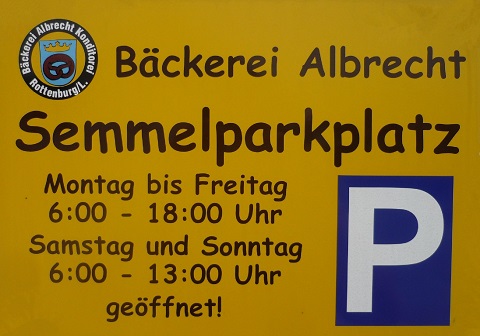 Bäckerei Albrecht Konditorei
Rottenburg/L.
Bäckerei Albrecht
Semmelparkplatz
Montag bis Freitag
6:00 - 18:00 Uhr
Samstag und Sonntag
6:00 - 13:00 Uhr
geöffnet!
P